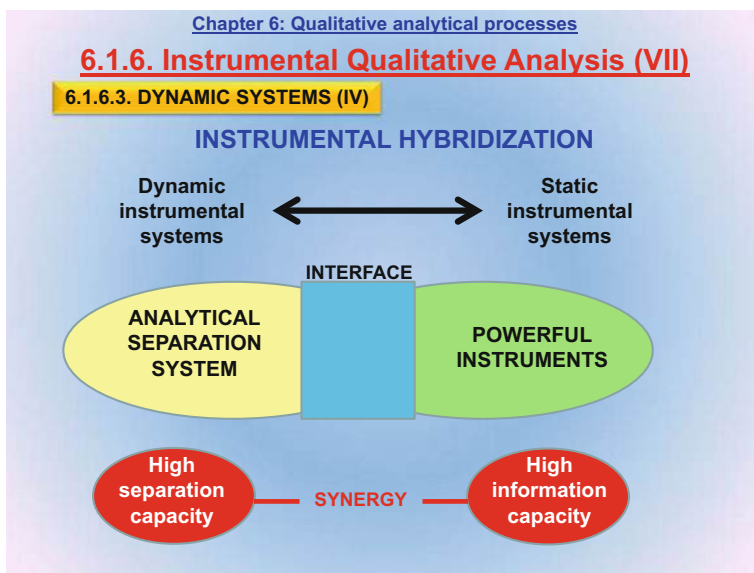 Chapter 6: Qualitative analytical processes
6.1.6. Instrumental Qualitative Analysis (VII)
6.1.6.3. DYNAMIC SYSTEMS (IV)
INSTRUMENTAL HYBRIDIZATION
Dynamic
instrumental
systems
Static
instrumental
systems
INTERFACE
ANALYTICAL
SEPARATION
SYSTEM
POWERFUL
INSTRUMENTS
High
separation
capacity
SYNERGY
High
information
capacity